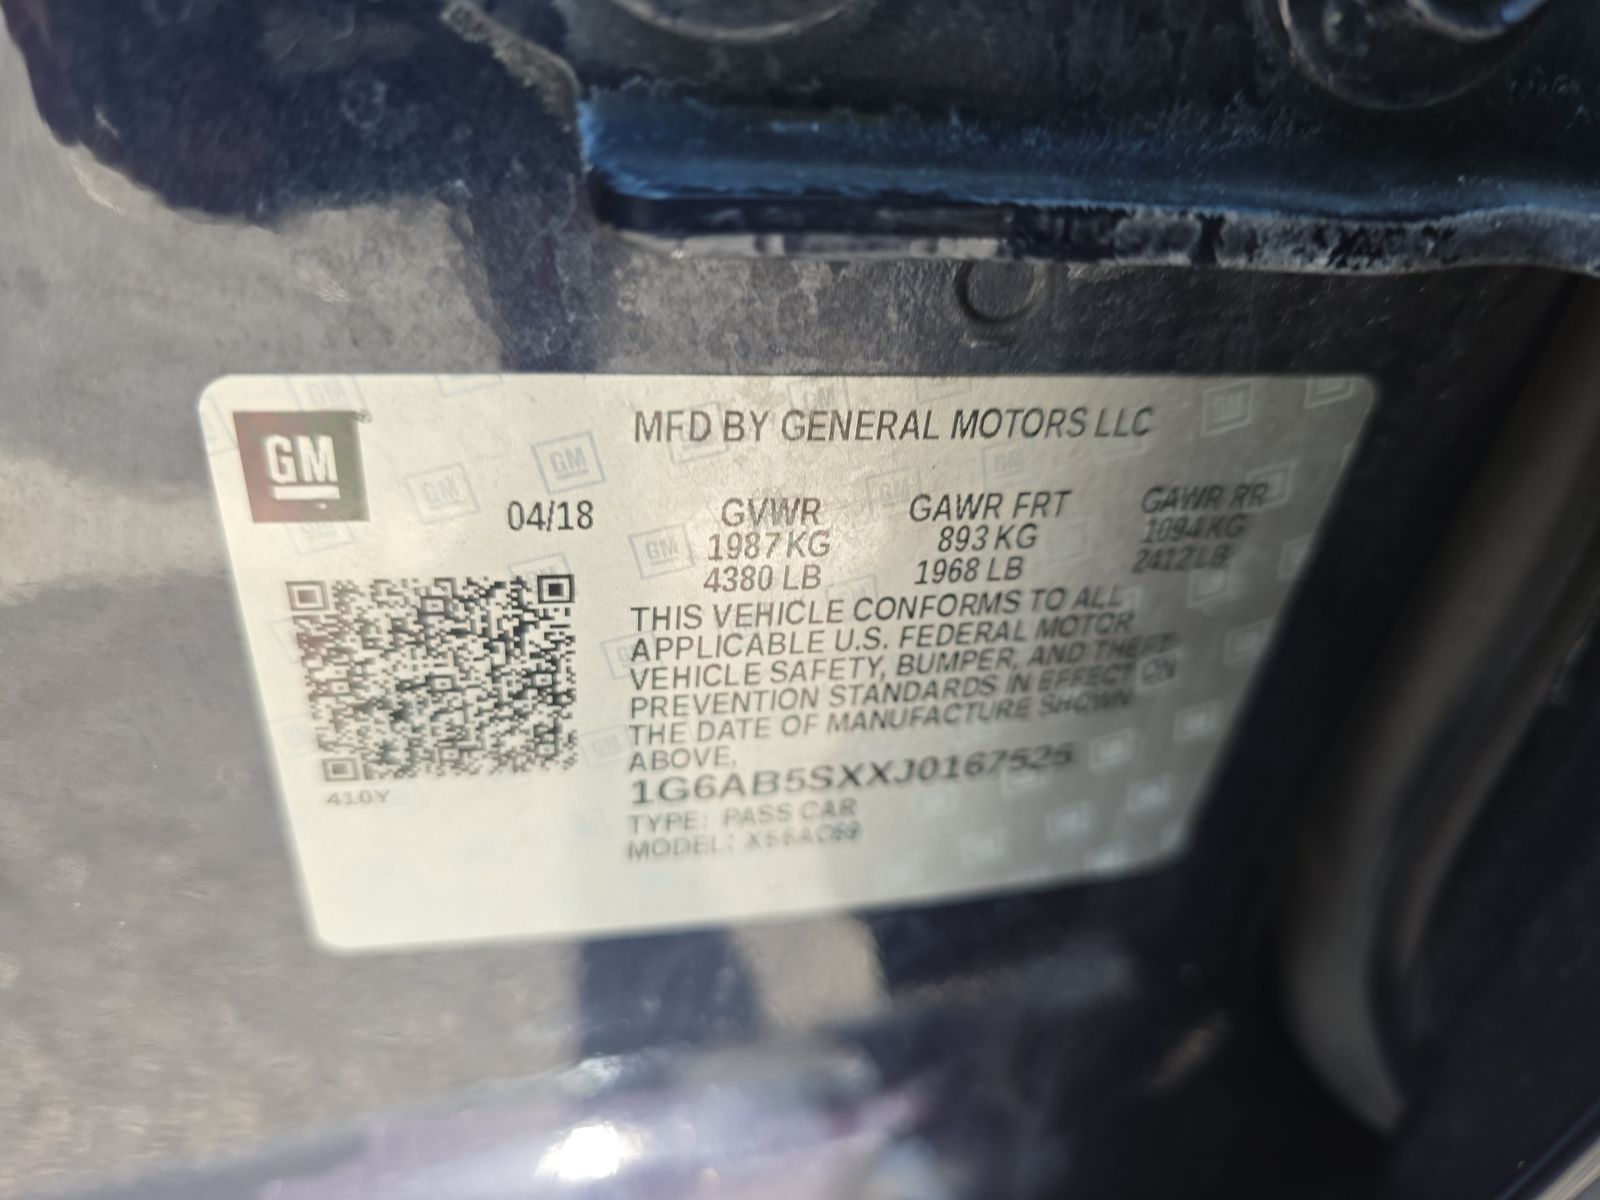 GM
MFD BY GENERAL MOTORS LLC
04/18
GVWR GAWR FRT GAWR RR
1987 KG 893 KG 1094 KG
4380 LB 1968 LB 2412 LB
THIS VEHICLE CONFORMS TO ALL
APPLICABLE U.S. FEDERAL MOTOR
VEHICLE SAFETY, BUMPER, AND THEFT
PREVENTION STANDARDS IN EFFECT ON
THE DATE OF MANUFACTURE SHOWN
ABOVE.
1G6AB5SXXJ0167525
TYPE: PASS CAR
MODEL:
410Y